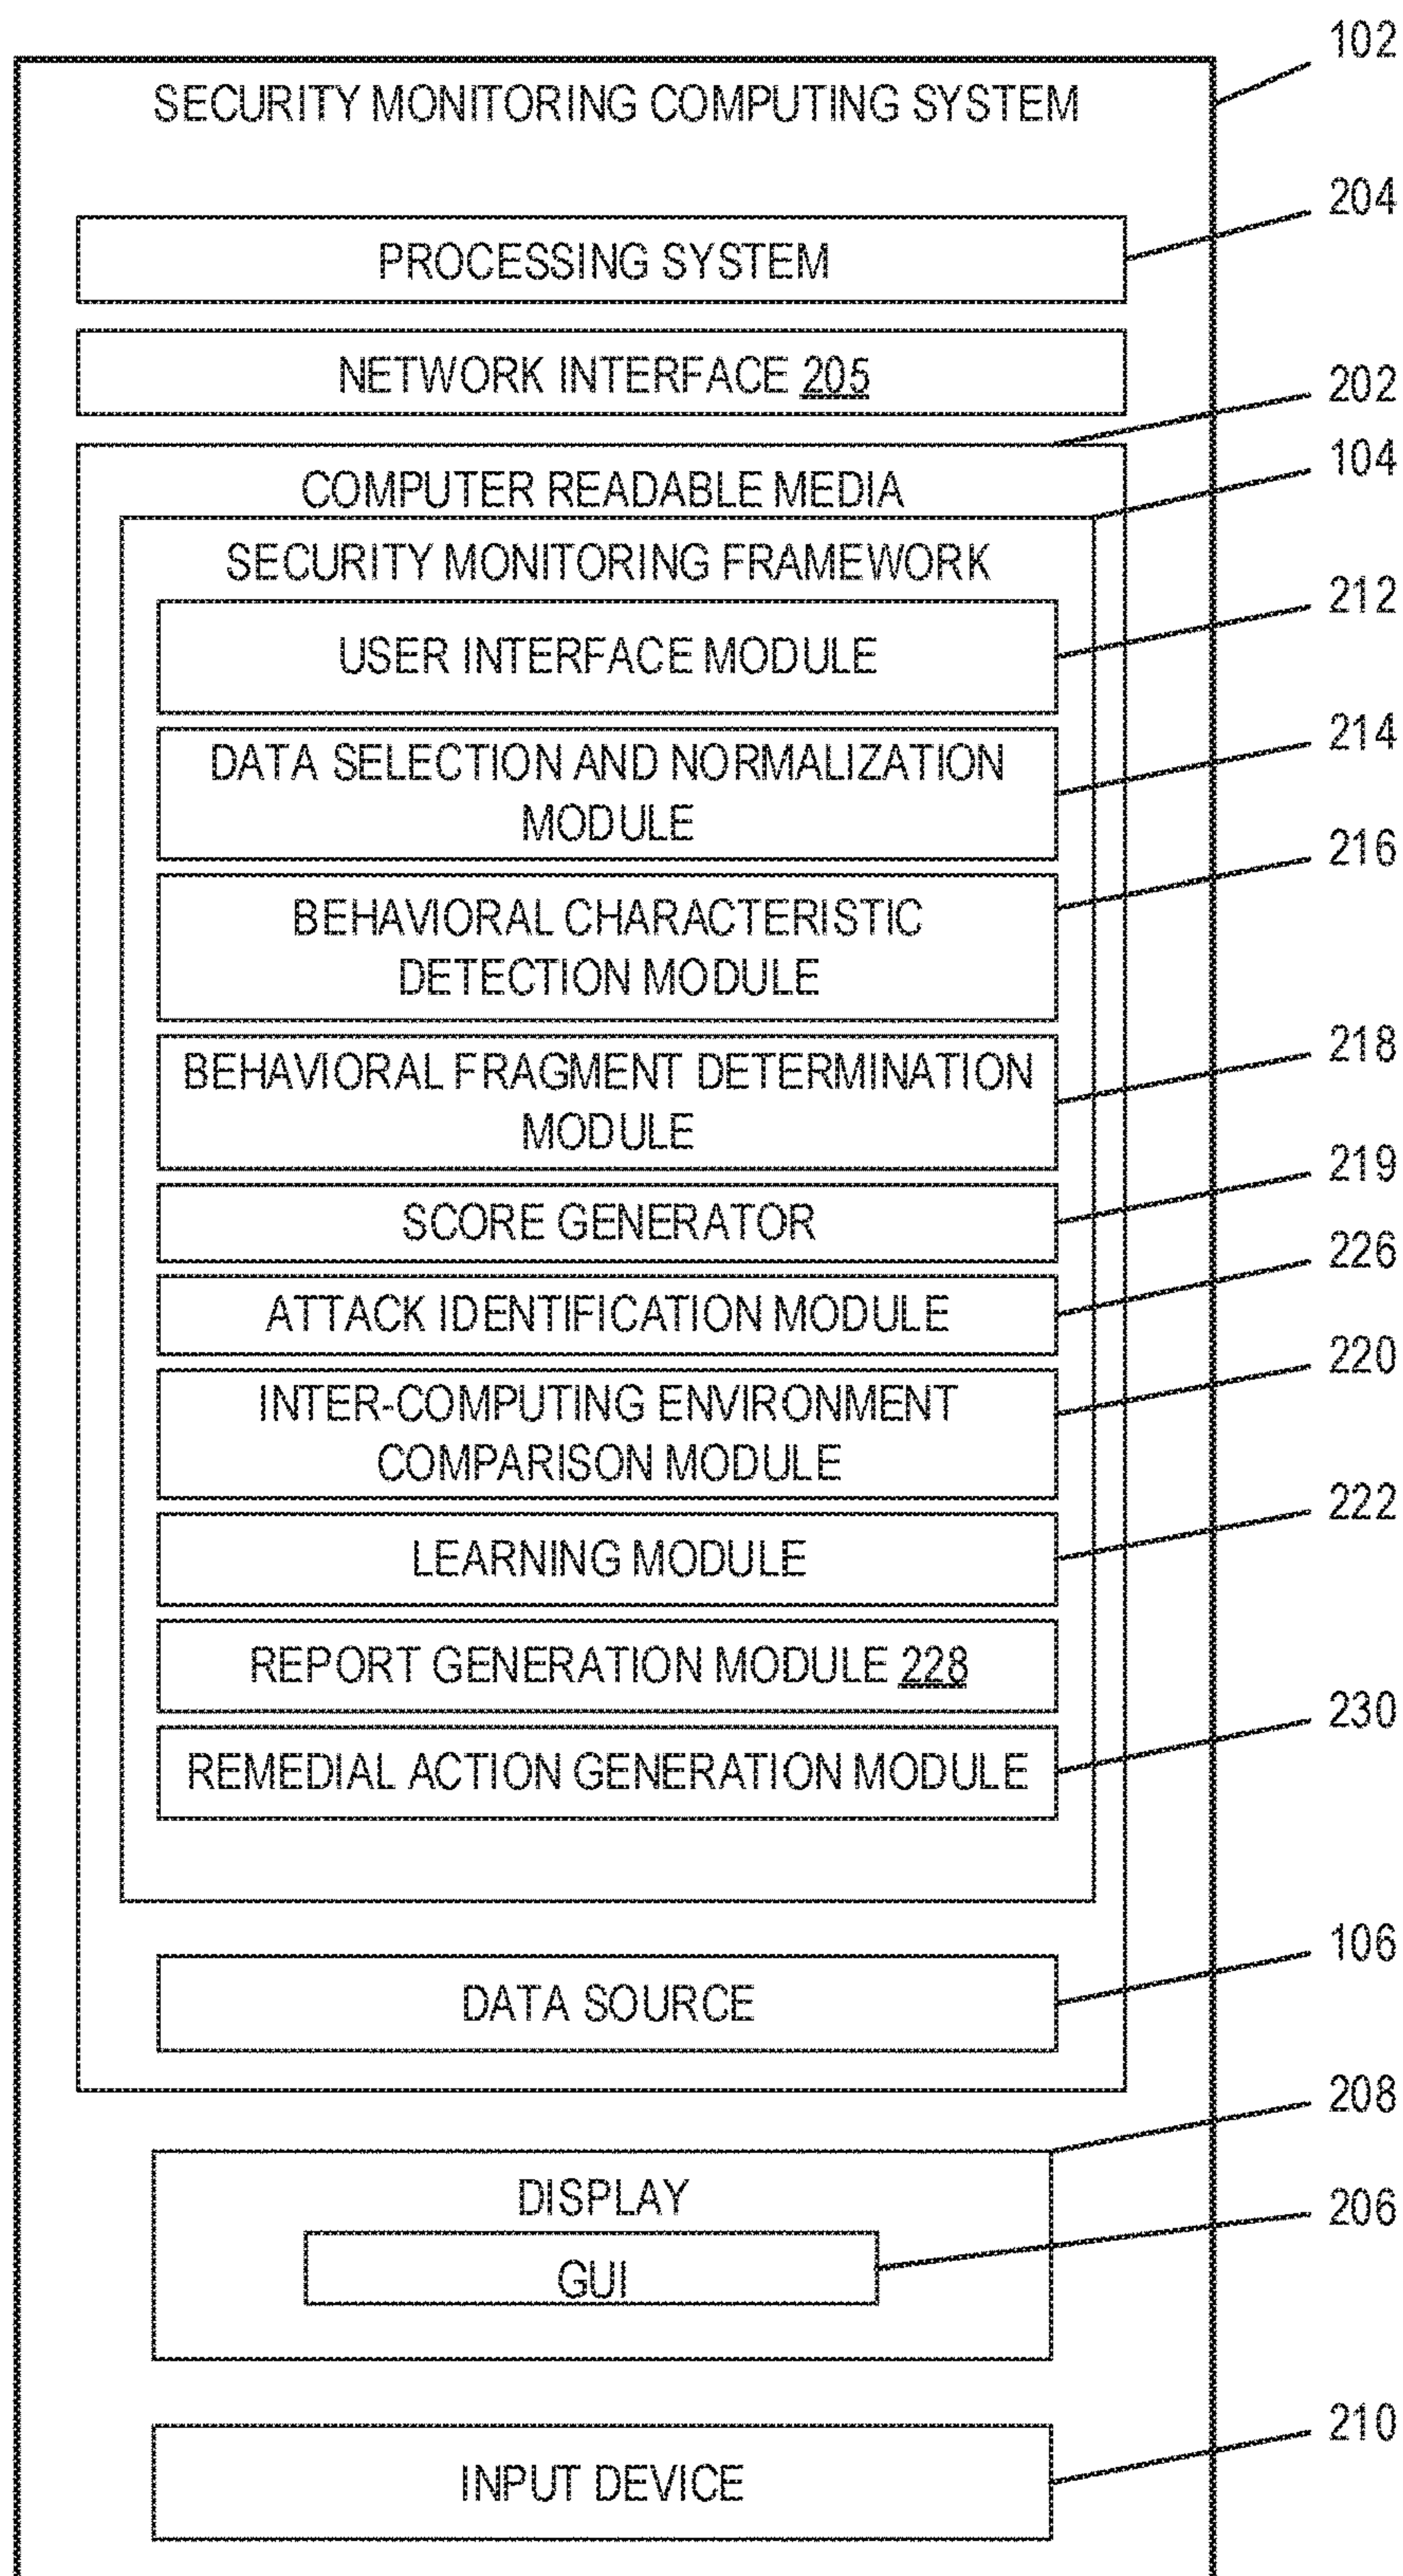 102
SECURITY MONITORING COMPUTING SYSTEM
204
PROCESSING SYSTEM
NETWORK INTERFACE 205
202
COMPUTER READABLE MEDIA
104
SECURITY MONITORING FRAMEWORK
212
USER INTERFACE MODULE
214
DATA SELECTION AND NORMALIZATION
MODULE
216
BEHAVIORAL CHARACTERISTIC
DETECTION MODULE
218
BEHAVIORAL FRAGMENT DETERMINATION
MODULE
219
SCORE GENERATOR
226
ATTACK IDENTIFICATION MODULE
220
INTER-COMPUTING ENVIRONMENT
COMPARISON MODULE
222
LEARNING MODULE
REPORT GENERATION MODULE 228
230
REMEDIAL ACTION GENERATION MODULE
106
DATA SOURCE
208
DISPLAY
206
GUI
210
INPUT DEVICE